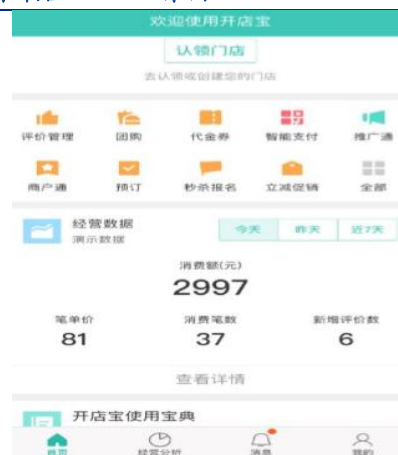 欢迎使用开店宝
认领门店
去认领或创建您的门店
评价管理 团购 代金券 智能支付 推广通
商户通 预订 秒杀报名 立减促销 全部
经营数据 今天 昨天 近7天
演示数据
消费额(元)
2997
笔单价 消费笔数 新增评价数
81 37 6
查看详情
开店宝使用宝典
首页 经营分析 消息 我的